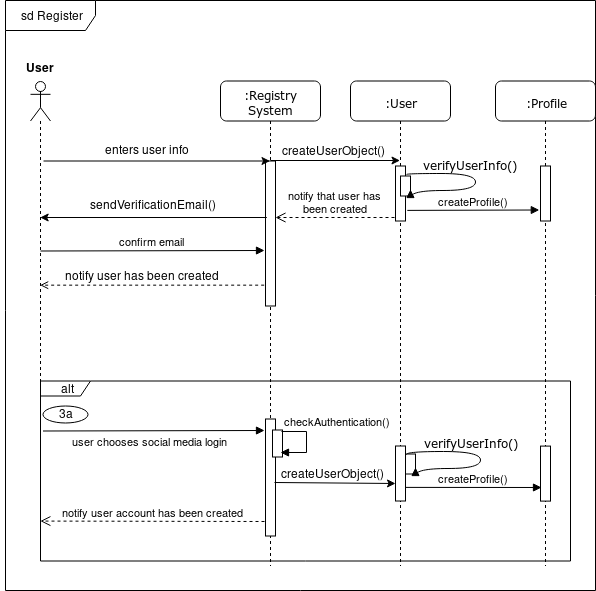 sd Register
User
:Registry
System
:User
:Profile
enters user info
createUserObject()
verifyUserInfo()
notify that user has
been created
createProfile()
sendVerificationEmail()
confirm email
notify user has been created
alt
3a
user chooses social media login
checkAuthentication()
verifyUserInfo()
createUserObject()
createProfile()
notify user account has been created